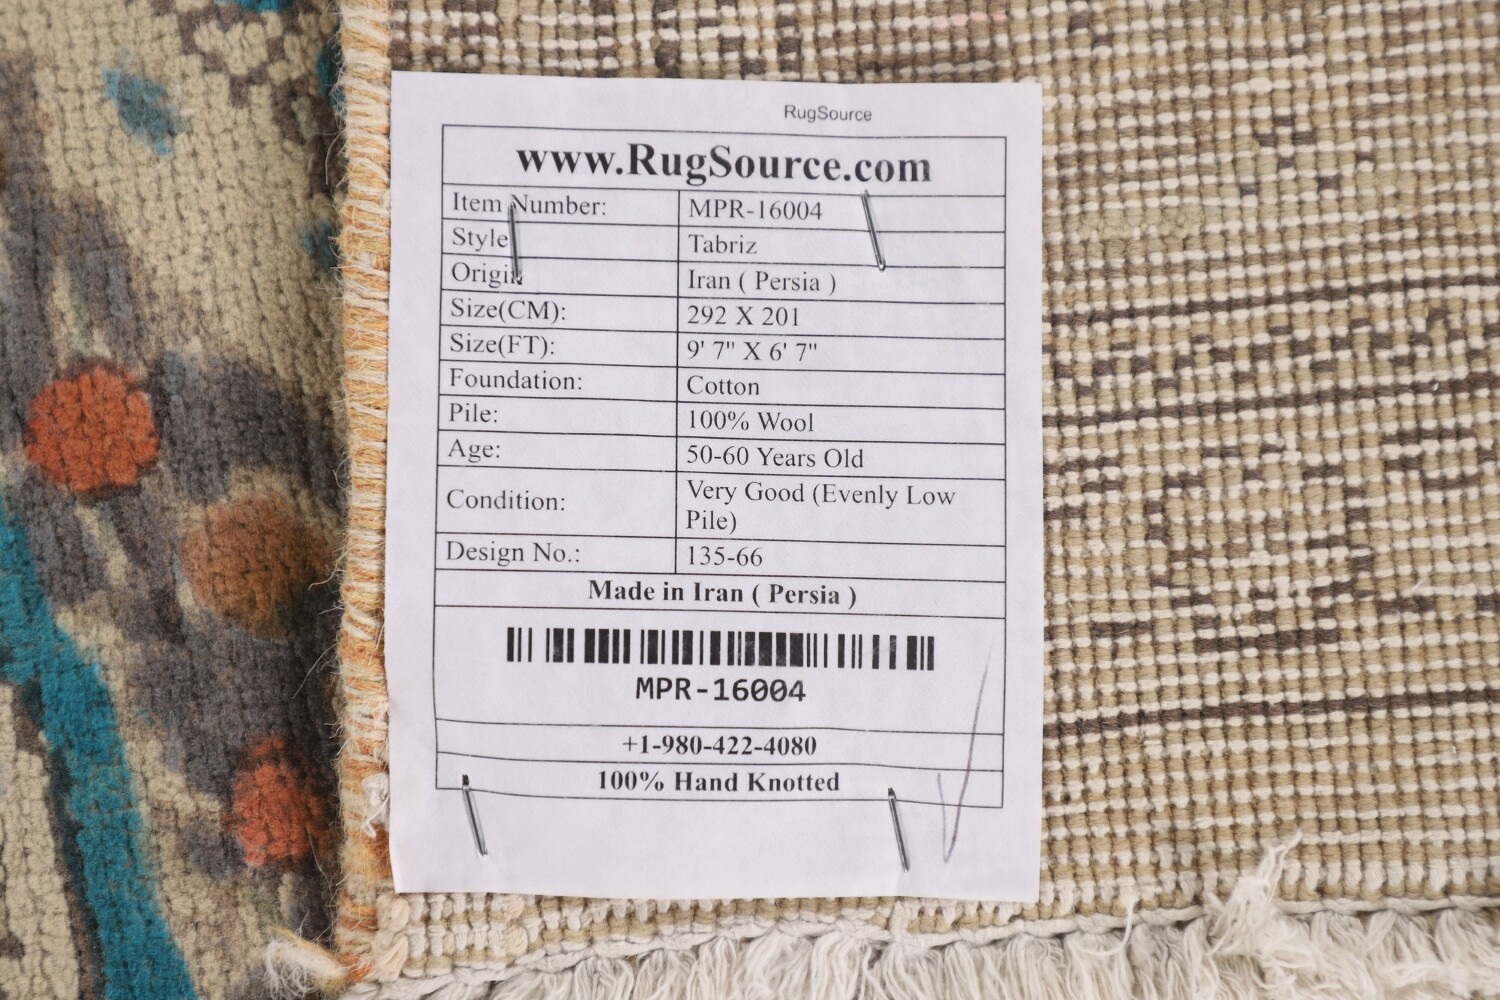 RugSource
www.RugSource.com
Item Number: MPR-16004
Style Tabriz
Origin Iran ( Persia )
Size(CM): 292 X 201
Size(FT): 9' 7" X 6' 7"
Foundation: Cotton
Pile: 100% Wool
Age: 50-60 Years Old
Condition: Very Good (Evenly Low
Pile)
Design No.: 135-66
Made in Iran ( Persia )
MPR-16004
+1-980-422-4080
100% Hand Knotted